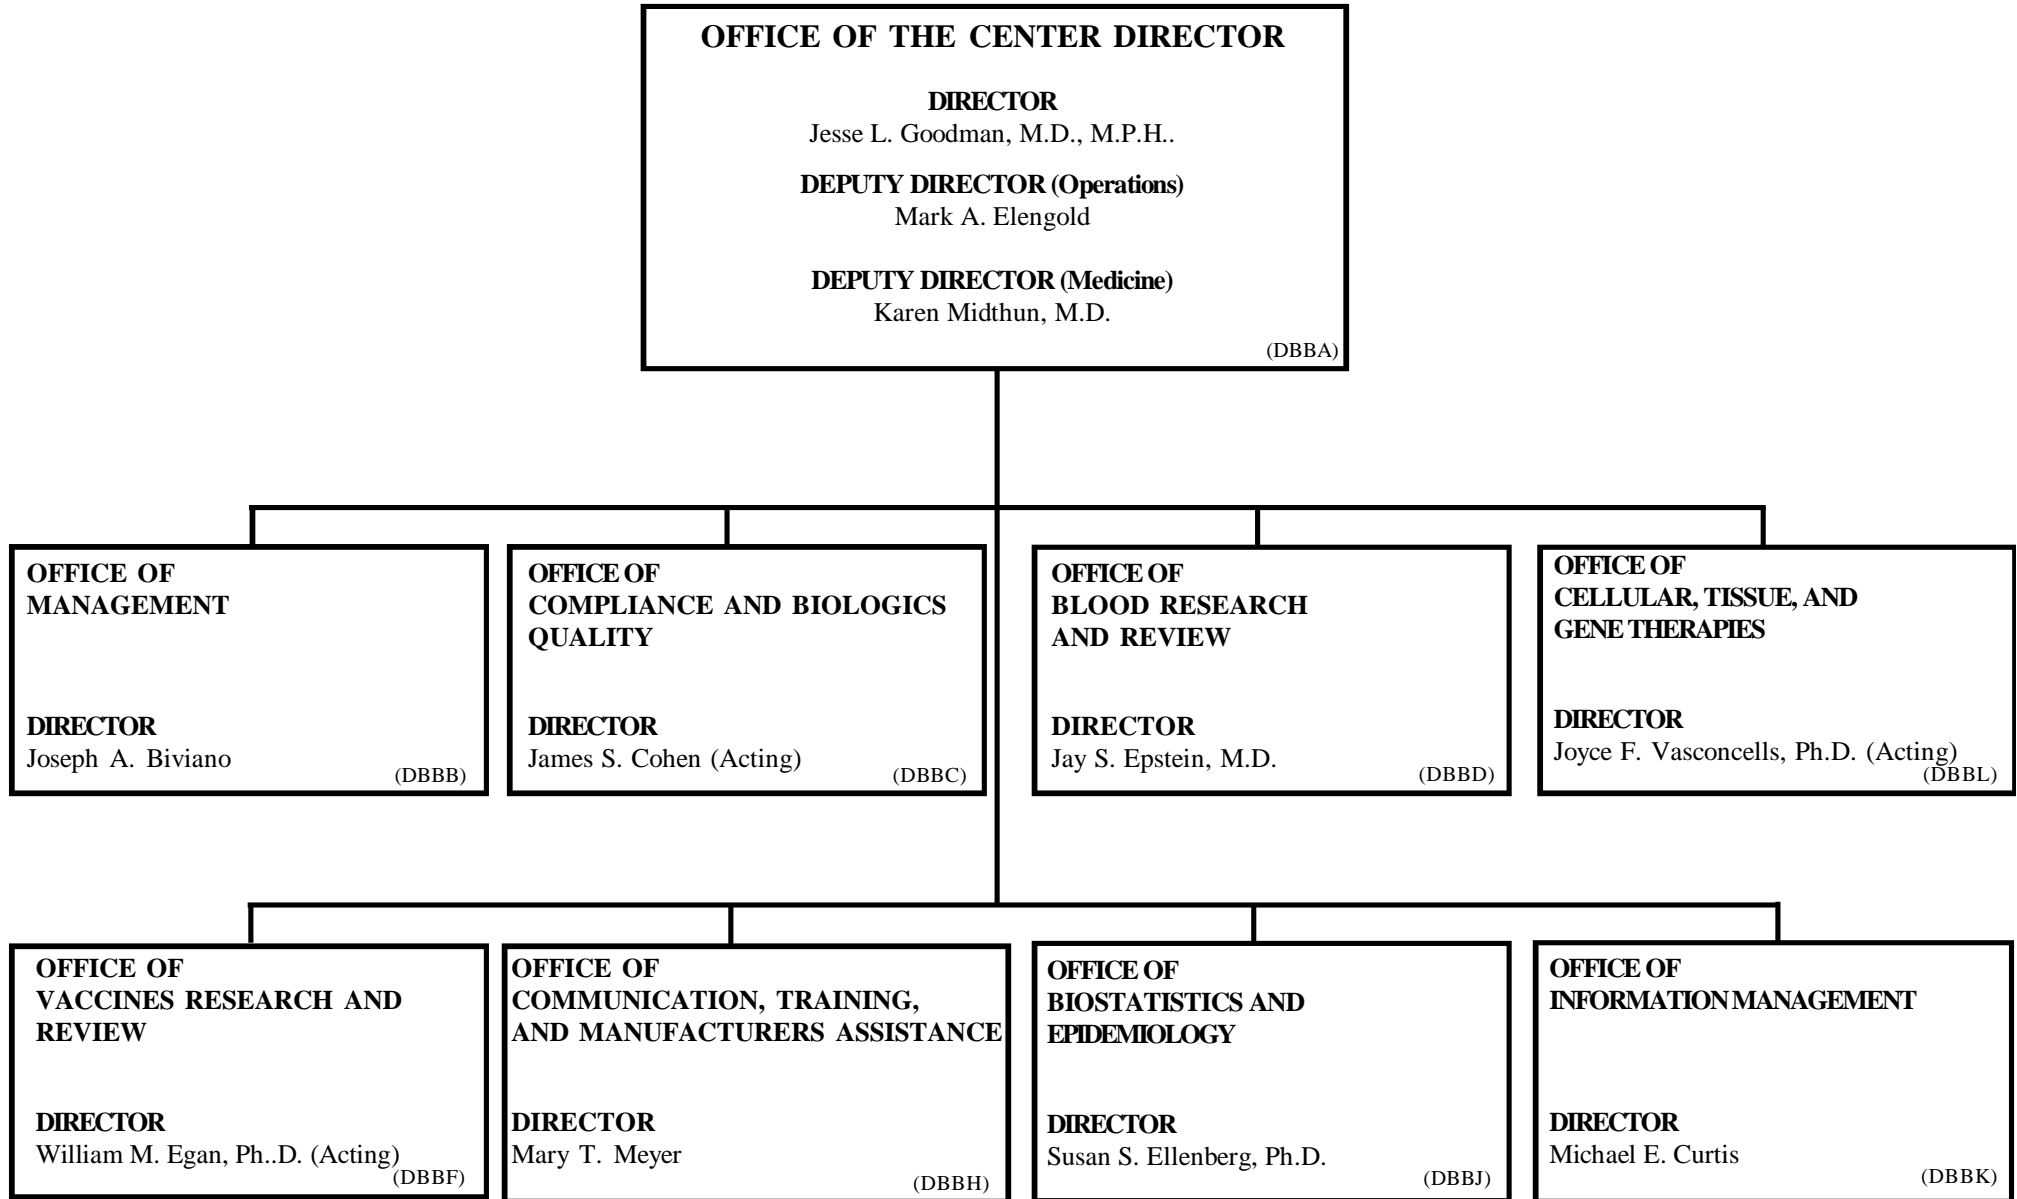 OFFICE OF THE CENTER DIRECTOR
DIRECTOR
Jesse L. Goodman, M.D., M.P.H..
DEPUTY DIRECTOR (Operations)
Mark A. Elengold
DEPUTY DIRECTOR (Medicine)
Karen Midthun, M.D.
(DBBA)
OFFICE OF
MANAGEMENT
DIRECTOR
Joseph A. Biviano
(DBBB)
OFFICE OF
COMPLIANCE AND BIOLOGICS
QUALITY
DIRECTOR
James S. Cohen (Acting)
(DBBC)
OFFICE OF
BLOOD RESEARCH
AND REVIEW
DIRECTOR
Jay S. Epstein, M.D.
(DBBD)
OFFICE OF
CELLULAR, TISSUE, AND
GENE THERAPIES
DIRECTOR
Joyce F. Vasconcells, Ph.D. (Acting)
(DBBL)
OFFICE OF
VACCINES RESEARCH AND
REVIEW
DIRECTOR
William M. Egan, Ph..D. (Acting)
(DBBF)
OFFICE OF
COMMUNICATION, TRAINING,
AND MANUFACTURERS ASSISTANCE
DIRECTOR
Mary T. Meyer
(DBBH)
OFFICE OF
BIOSTATISTICS AND
EPIDEMIOLOGY
DIRECTOR
Susan S. Ellenberg, Ph.D.
(DBBJ)
OFFICE OF
INFORMATION MANAGEMENT
DIRECTOR
Michael E. Curtis
(DBBK)